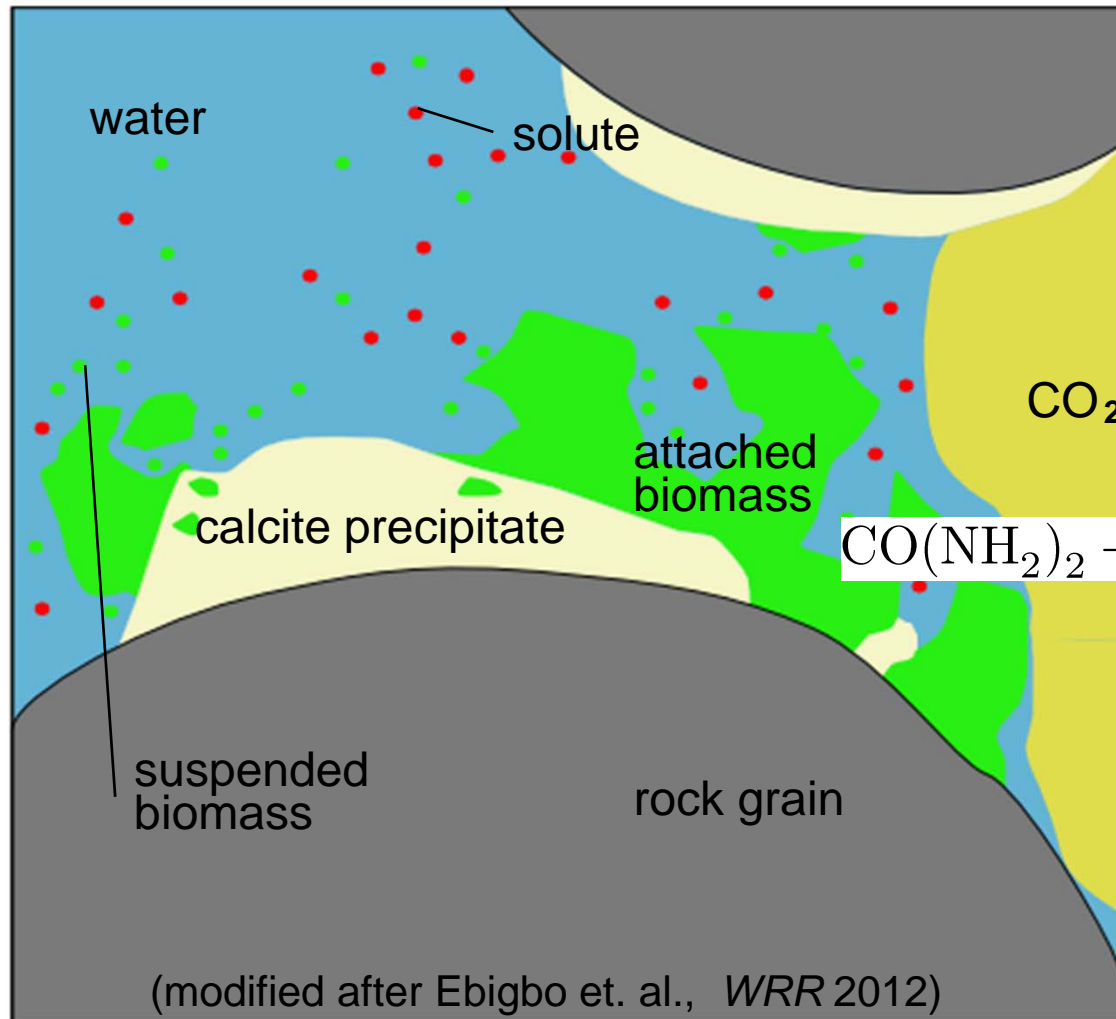 water
solute
CO₂
attached
biomass
calcite precipitate
CO(NH₂)₂ -
suspended
biomass
rock grain
(modified after Ebigbo et. al., WRR 2012)